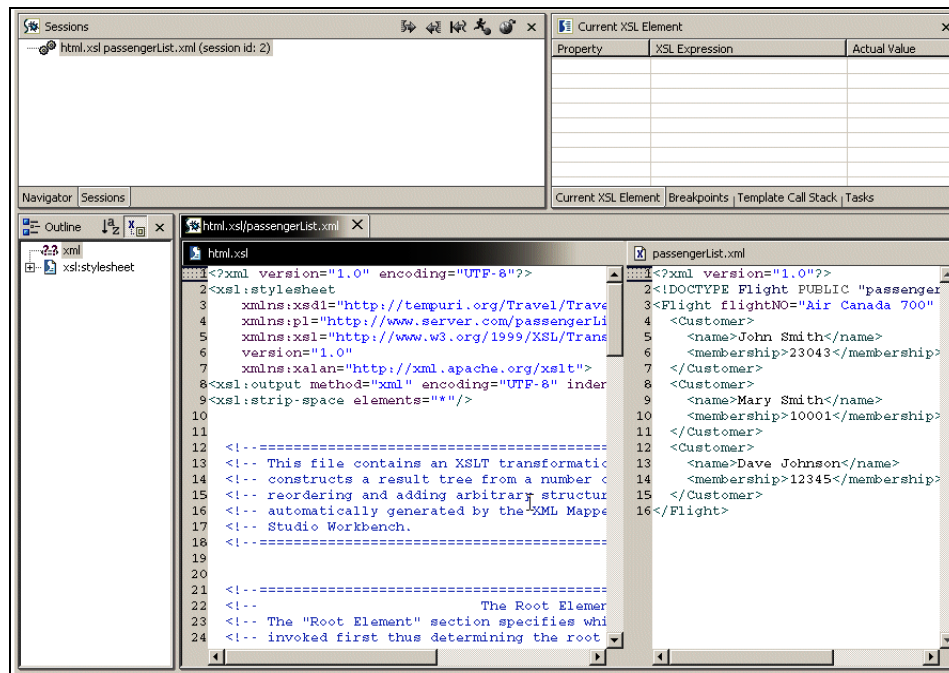 Sessions
html.xsl passengerList.xml (session id: 2)
Navigator Sessions
Current XSL Element
Property XSL Expression Actual Value
Current XSL Element Breakpoints Template Call Stack Tasks
Outline
xml
xsl:stylesheet
html.xsl/passengerList.xml
html.xsl
1<?xml version="1.0" encoding="UTF-8"?>
2<xsl:stylesheet
3 xmlns:xsd1="http://tempuri.org/Travel/Trave
4 xmlns:pl="http://www.server.com/passengerLi
5 xmlns:xsl="http://www.w3.org/1999/XSL/Trans
6 version="1.0"
7 xmlns:xalan="http://xml.apache.org/xslt">
8<xsl:output method="xml" encoding="UTF-8" inden
9<xsl:strip-space elements="*"/>
10
11
12 <!--===========================================
13 <!-- This file contains an XSLT transformatic
14 <!-- constructs a result tree from a number o
15 <!-- reordering and adding arbitrary structur
16 <!-- automatically generated by the XML Mappe
17 <!-- Studio Workbench.
18 <!--===========================================
19
20
21 <!--===========================================
22 <!-- The Root Elemen
23 <!-- The "Root Element" section specifies whi
24 <!-- invoked first thus determining the root
passengerList.xml
1<?xml version="1.0"?>
2<!DOCTYPE Flight PUBLIC "passenger
3<Flight flightNO="Air Canada 700"
4 <Customer>
5 <name>John Smith</name>
6 <membership>23043</membership>
7 </Customer>
8 <Customer>
9 <name>Mary Smith</name>
10 <membership>10001</membership>
11 </Customer>
12 <Customer>
13 <name>Dave Johnson</name>
14 <membership>12345</membership>
15 </Customer>
16</Flight>